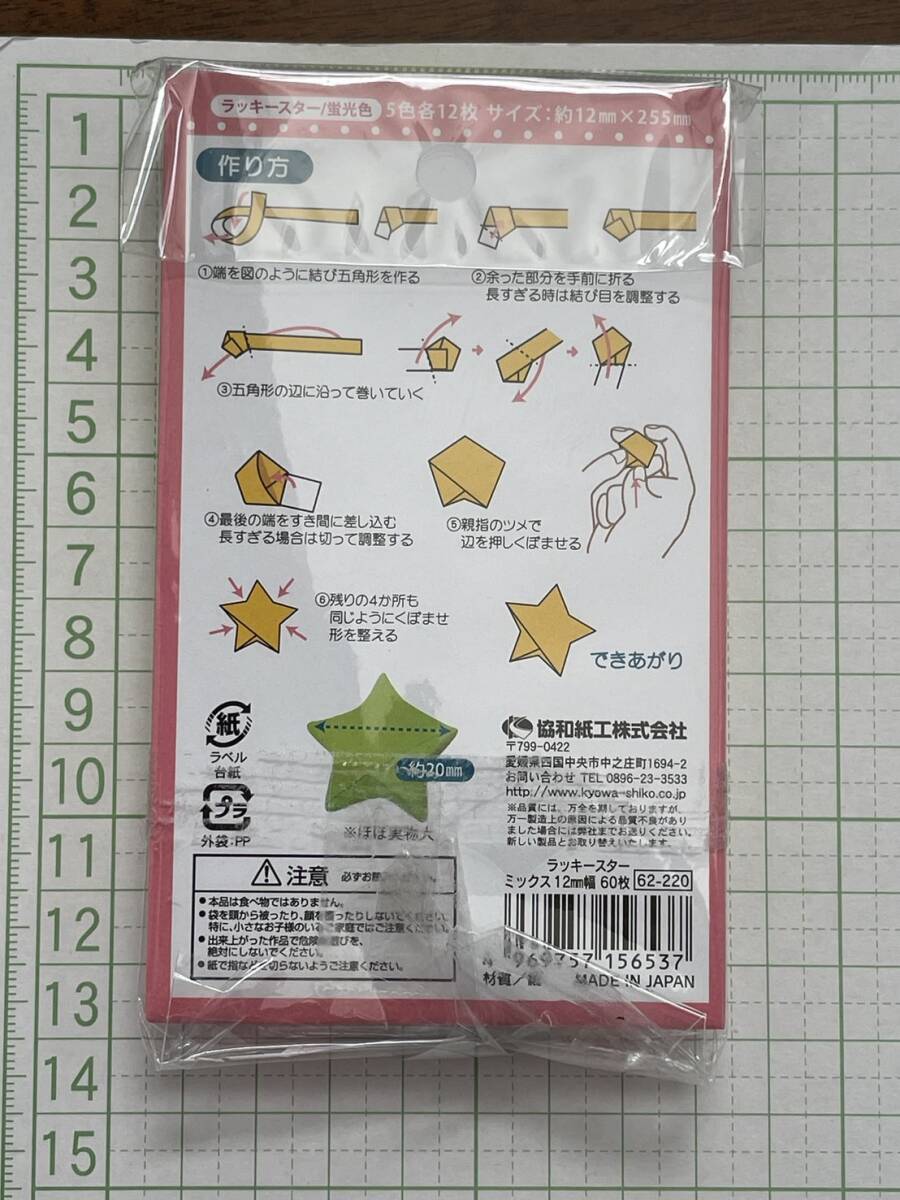 ラッキースター/蛍光色 5色各12枚 サイズ:約12mm×255mm
作り方
①端を図のように結び五角形を作る
②余った部分を手前に折る
長すぎる時は結び目を調整する
③五角形の辺に沿って巻いていく
④最後の端をすき間に差し込む
長すぎる場合は切って調整する
⑤親指のツメで
辺を押しくぼませる
⑥残りの4か所も
同じようにくぼませ
形を整える
できあがり
紙
ラベル
台紙
プラ
外袋:PP
約20mm
※ほぼ実物大
協和紙工株式会社
〒799-0422
愛媛県四国中央市中之庄町1694-2
お問い合わせ TEL 0896-23-3533
http://www.kyowa-shiko.co.jp
※品質には、万全を期しておりますが、
万一製造上の原因による品質不良があり
ました場合には弊社までお送りください。
新しい製品とお取り替えいたします。
注意 必ずお
●本品は食べ物ではありません。
●袋を頭から被ったり、顔を覆ったりしないでください。
特に、小さなお子様のいるご家庭ではご注意ください。
●出来上がった作品で危険な遊びを、
絶対にしないでください。
●紙で指などを切らないようご注意ください。
ラッキースター
ミックス12mm幅 60枚 62-220
4 969757 156537
材質/紙 MADE IN JAPAN
1
2
3
4
5
6
7
8
9
10
11
12
13
14
15